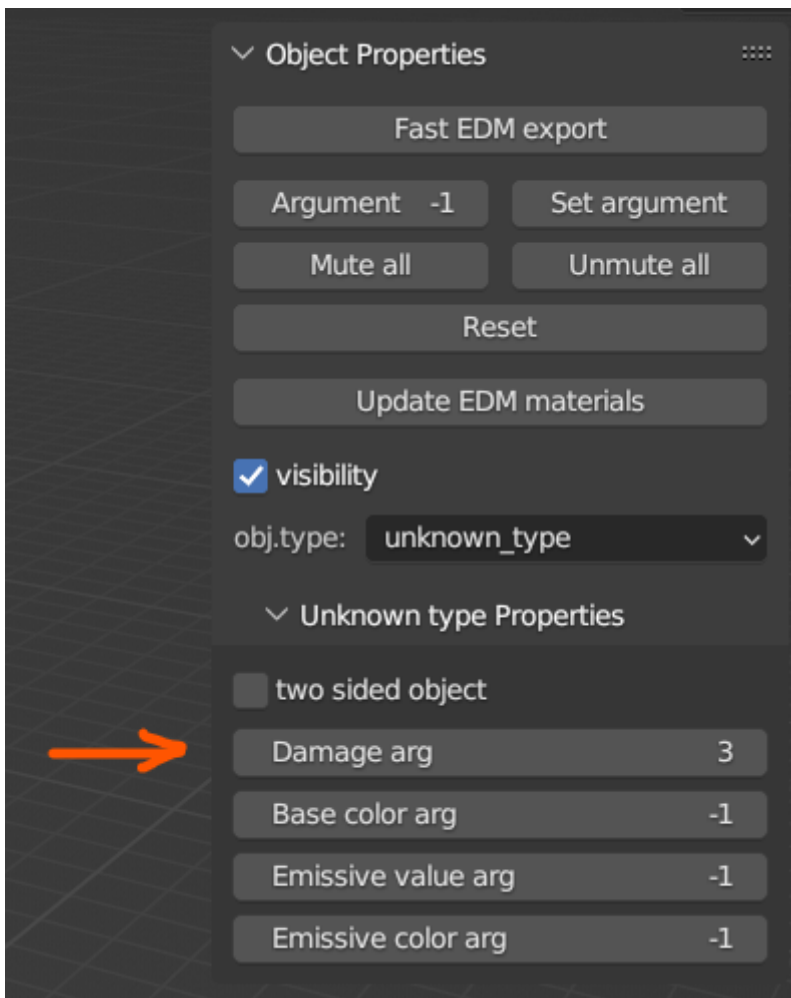 Object Properties
Fast EDM export
Argument -1 Set argument
Mute all Unmute all
Reset
Update EDM materials
visibility
obj.type: unknown_type
Unknown type Properties
two sided object
Damage arg 3
Base color arg -1
Emissive value arg -1
Emissive color arg -1